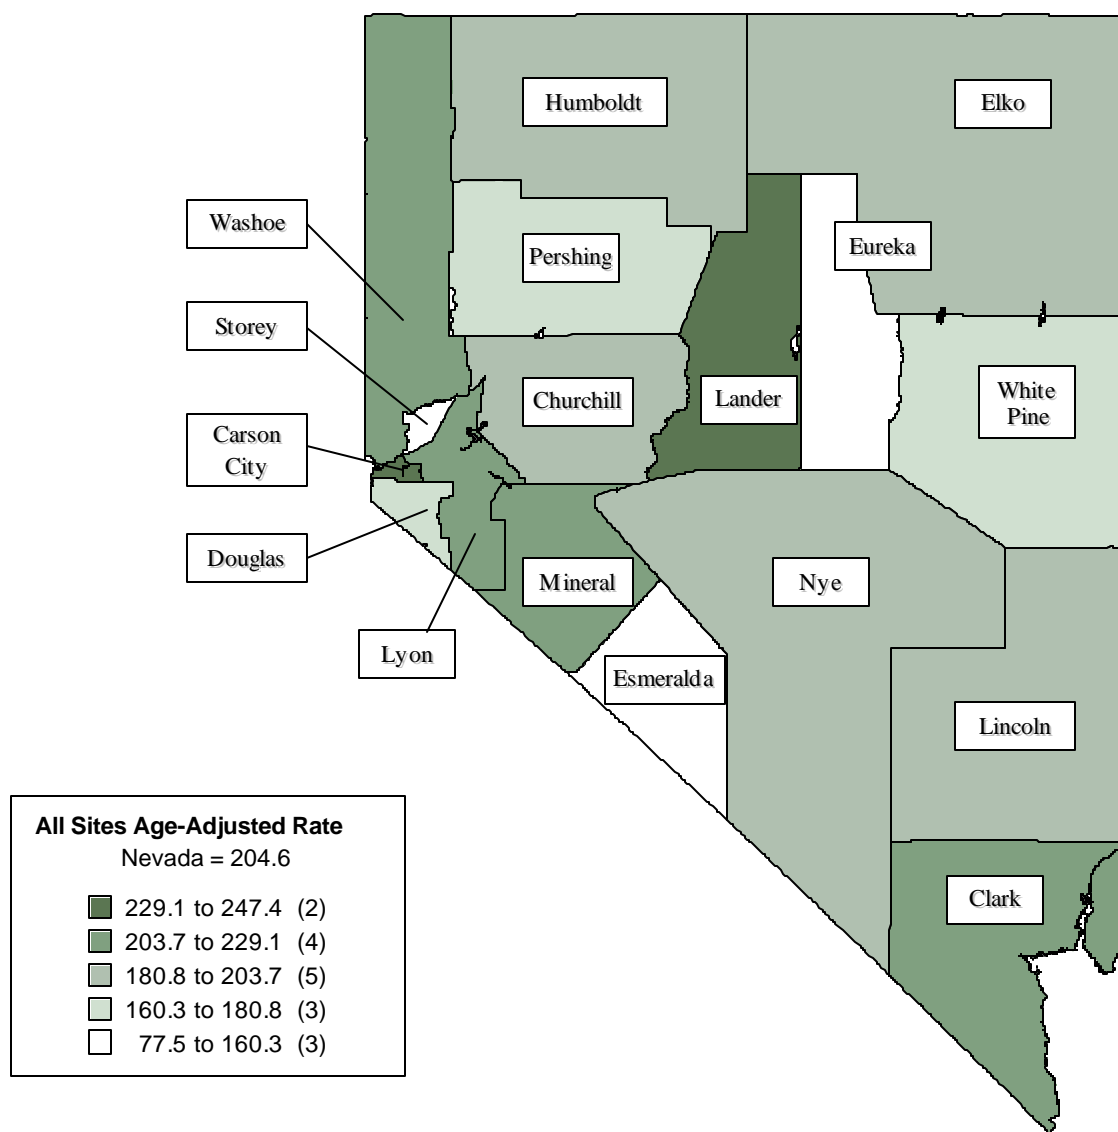 Humboldt
Elko
Washoe
Pershing
Eureka
Storey
Churchill
Lander
White
Pine
Carson
City
Douglas
Mineral
Nye
Lyon
Esmeralda
Lincoln
Clark
All Sites Age-Adjusted Rate
Nevada = 204.6
229.1 to 247.4 (2)
203.7 to 229.1 (4)
180.8 to 203.7 (5)
160.3 to 180.8 (3)
77.5 to 160.3 (3)